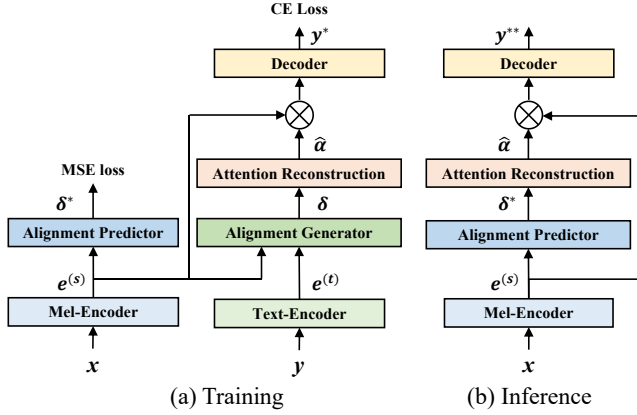 CE Loss
y*
Decoder
α̂
Attention Reconstruction
MSE loss
δ*
δ
Alignment Predictor
Alignment Generator
e(s)
e(t)
Mel-Encoder
Text-Encoder
x
y
(a) Training
y**
Decoder
α̂
Attention Reconstruction
δ*
Alignment Predictor
e(s)
Mel-Encoder
x
(b) Inference